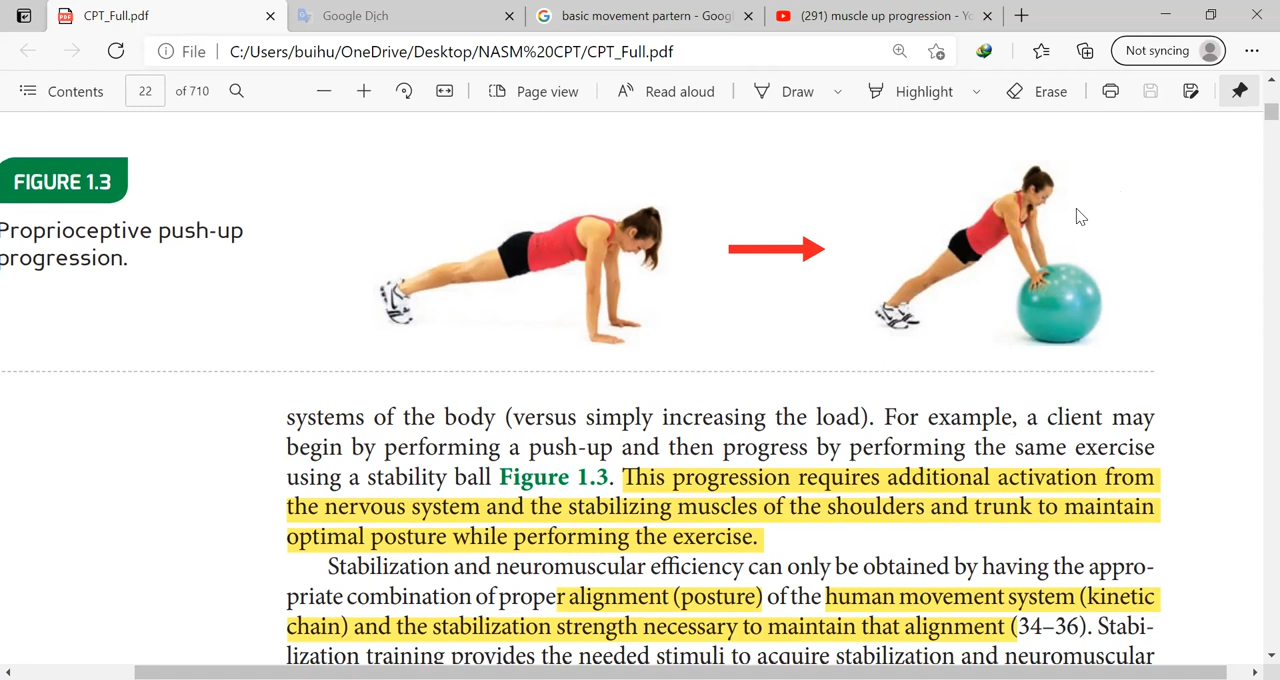 CPT_Full.pdf
Google Dịch
basic movement partern - Goog
(291) muscle up progression - Yo
File
C:/Users/buihu/OneDrive/Desktop/NASM%20CPT/CPT_Full.pdf
Not syncing
Contents
22
of 710
Page view
Read aloud
Draw
Highlight
Erase
FIGURE 1.3
Proprioceptive push-up
progression.
systems of the body (versus simply increasing the load). For example, a client may
begin by performing a push-up and then progress by performing the same exercise
using a stability ball Figure 1.3. This progression requires additional activation from
the nervous system and the stabilizing muscles of the shoulders and trunk to maintain
optimal posture while performing the exercise.
Stabilization and neuromuscular efficiency can only be obtained by having the appro-
priate combination of proper alignment (posture) of the human movement system (kinetic
chain) and the stabilization strength necessary to maintain that alignment (34–36). Stabi-
lization training provides the needed stimuli to acquire stabilization and neuromuscular